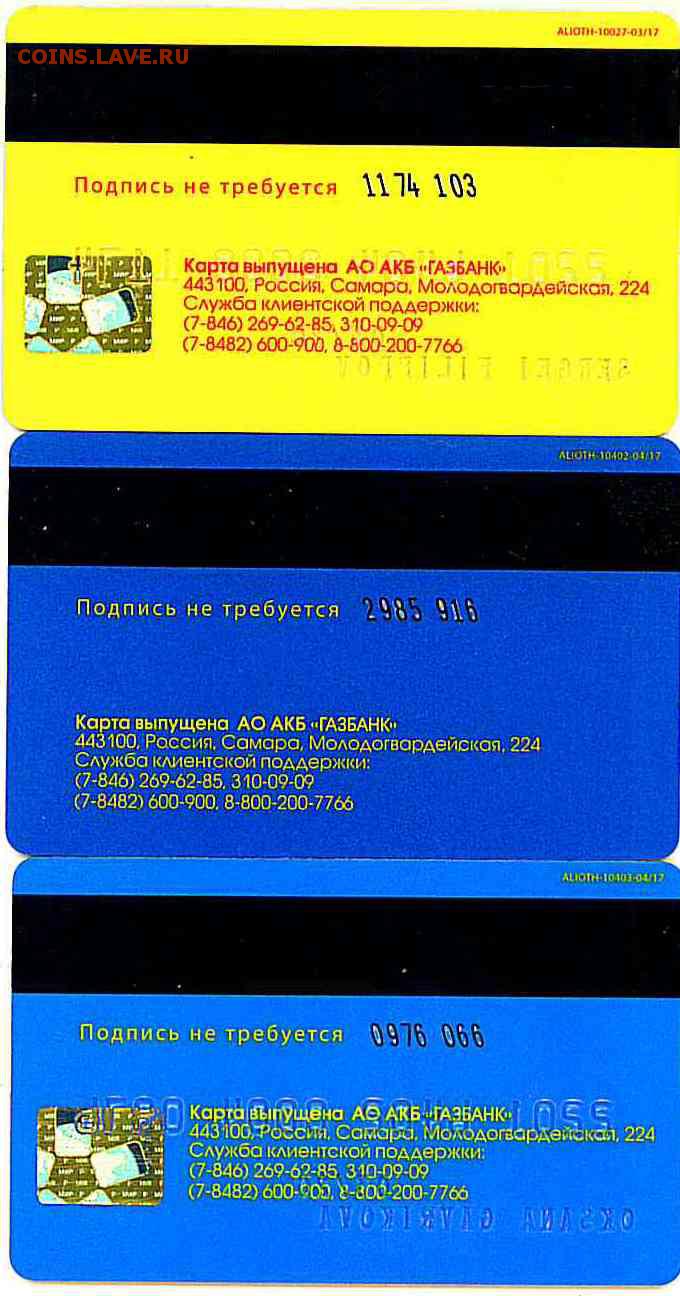 ALIOTH-10027-03/17
COINS.LAVE.RU
Подпись не требуется 1174 103
Карта выпущена АО АКБ «ГАЗБАНК»
443100, Россия, Самара, Молодогвардейская, 224
Служба клиентской поддержки:
(7-846) 269-62-85, 310-09-09
(7-8482) 600-900, 8-800-200-7766
SERGEI FILIPPOV
ALIOTH-10402-04/17
Подпись не требуется 2985 916
Карта выпущена АО АКБ «ГАЗБАНК»
443100, Россия, Самара, Молодогвардейская, 224
Служба клиентской поддержки:
(7-846) 269-62-85, 310-09-09
(7-8482) 600-900, 8-800-200-7766
ALIOTH-10403-04/17
Подпись не требуется 0976 066
Карта выпущена АО АКБ «ГАЗБАНК»
443100, Россия, Самара, Молодогвардейская, 224
Служба клиентской поддержки:
(7-846) 269-62-85, 310-09-09
(7-8482) 600-900, 8-800-200-7766
OKSANA GAVRIKOVA